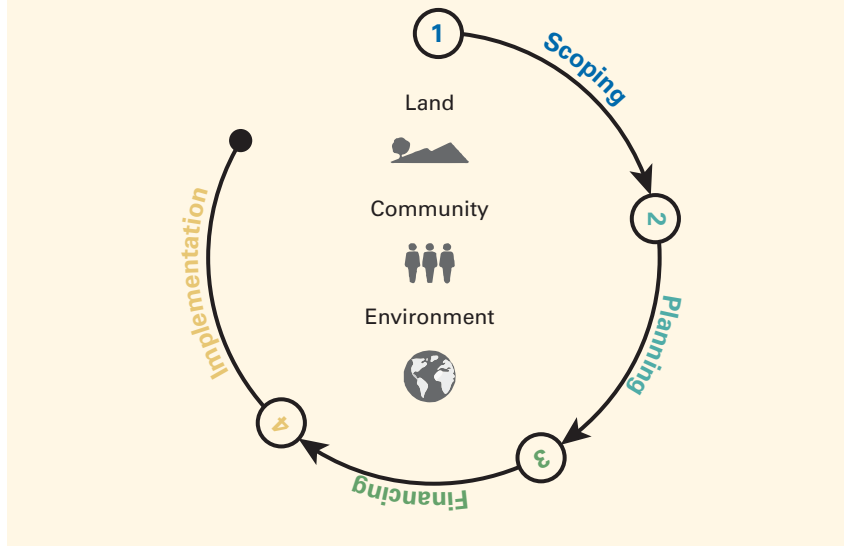 1
Scoping
2
Planning
3
Financing
4
Implementation
Land
Community
Environment